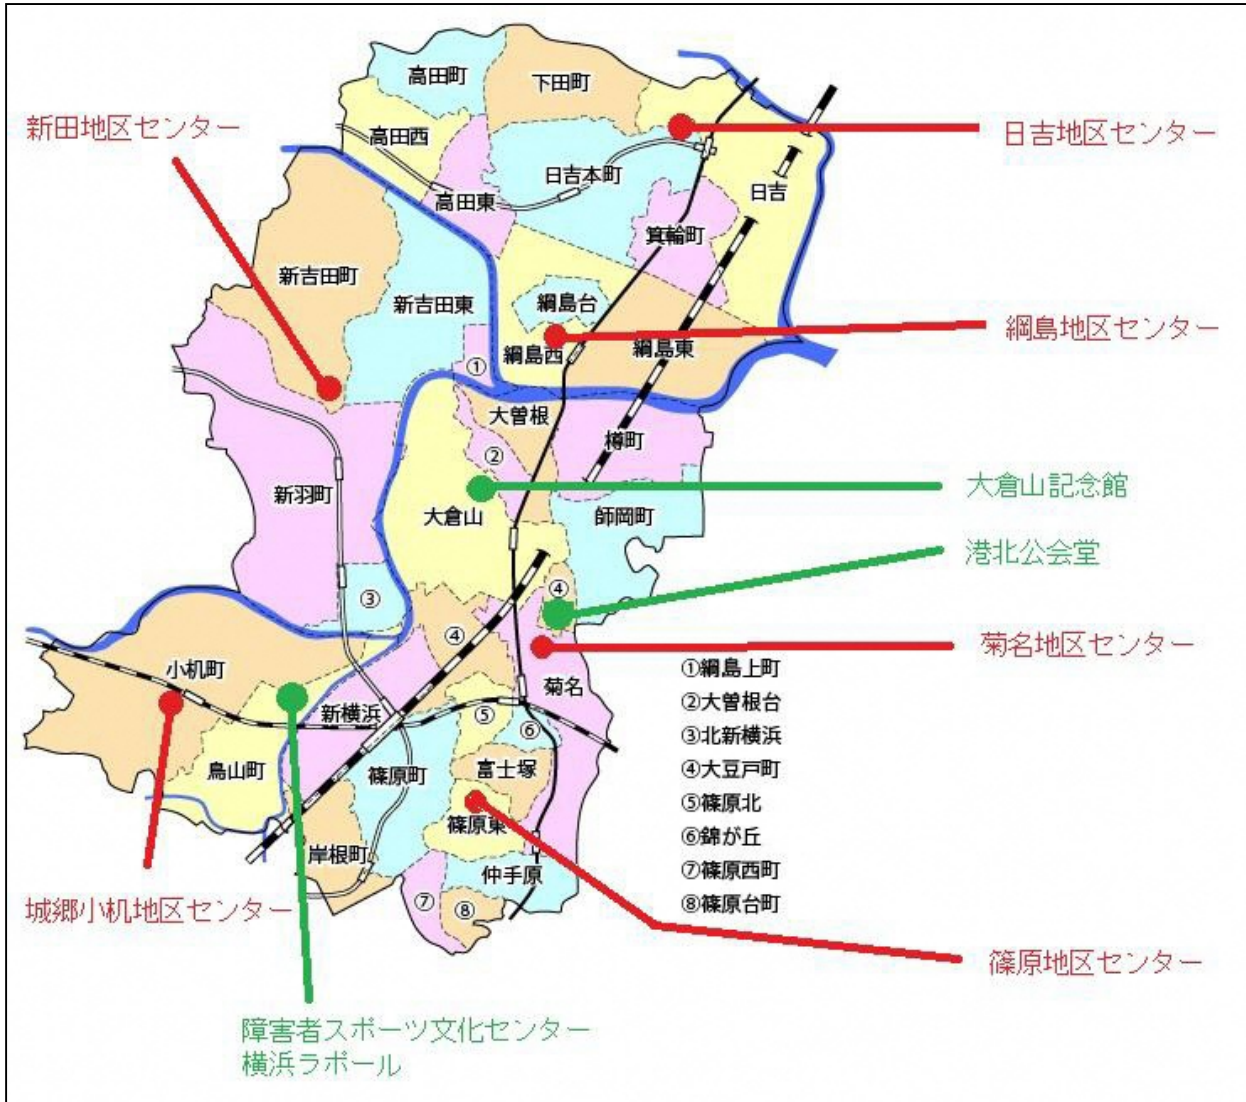 高田町
下田町
新田地区センター
高田西
日吉地区センター
日吉本町
日吉
高田東
箕輪町
新吉田町
新吉田東
綱島台
綱島地区センター
綱島西
綱島東
①
大曽根
樽町
②
新羽町
大倉山
師岡町
大倉山記念館
港北公会堂
③
④
④
菊名地区センター
小机町
菊名
新横浜
⑤
⑥
鳥山町
篠原町
富士塚
篠原東
岸根町
仲手原
⑦
⑧
①綱島上町
②大曽根台
③北新横浜
④大豆戸町
⑤篠原北
⑥錦が丘
⑦篠原西町
⑧篠原台町
城郷小机地区センター
篠原地区センター
障害者スポーツ文化センター
横浜ラポール